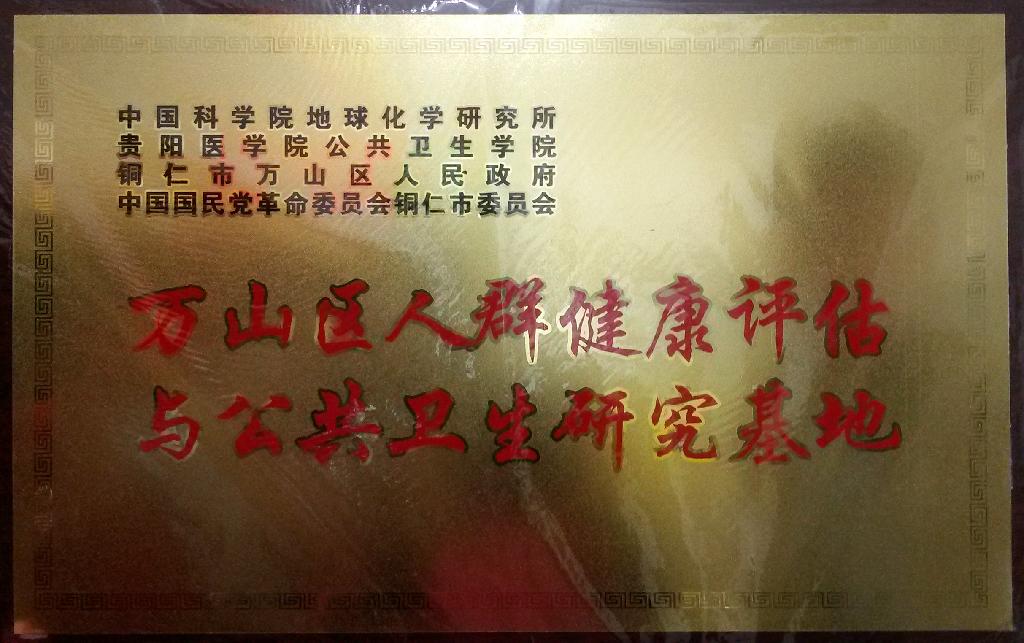 中国科学院地球化学研究所
贵阳医学院公共卫生学院
铜仁市万山区人民政府
中国国民党革命委员会铜仁市委员会
万山区人群健康评估
与公共卫生研究基地